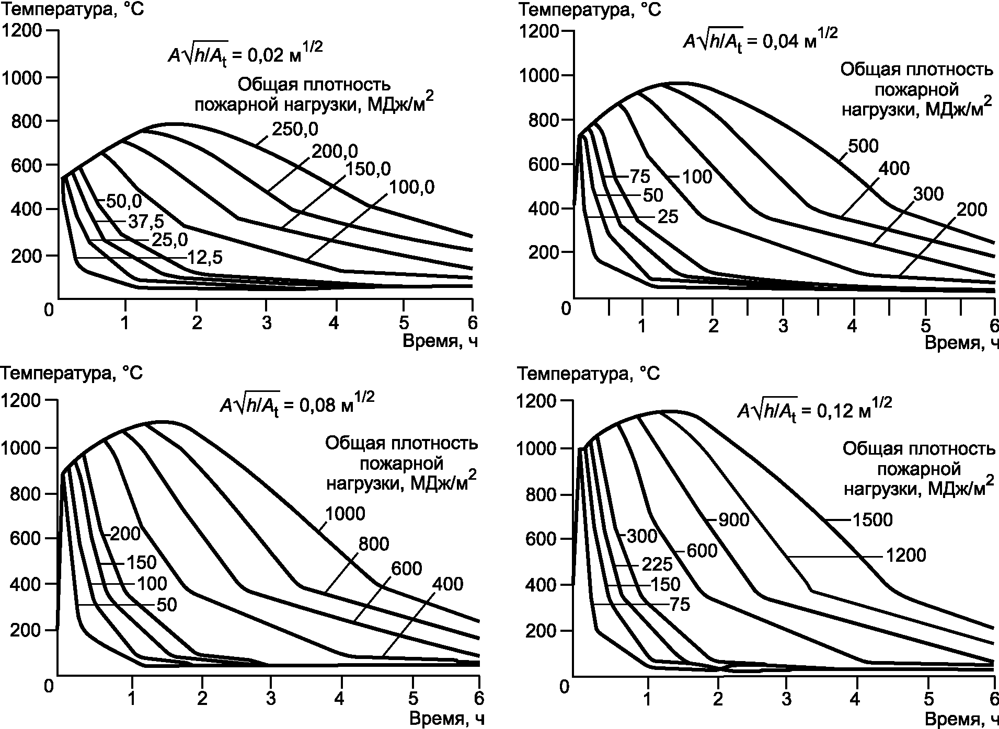 Температура, °C
1200
1000
800
600
400
200
0
A√h/At = 0,02 м1/2
Общая плотность
пожарной нагрузки, МДж/м2
250,0
200,0
150,0
100,0
50,0
37,5
25,0
12,5
1 2 3 4 5 6
Время, ч
Температура, °C
1200
1000
800
600
400
200
0
A√h/At = 0,04 м1/2
Общая плотность
пожарной
нагрузки, МДж/м2
500
400
300
200
100
75
50
25
1 2 3 4 5 6
Время, ч
Температура, °C
1200
1000
800
600
400
200
0
A√h/At = 0,08 м1/2
Общая плотность
пожарной
нагрузки, МДж/м2
1000
800
600
400
200
150
100
50
1 2 3 4 5 6
Время, ч
Температура, °C
1200
1000
800
600
400
200
0
A√h/At = 0,12 м1/2
Общая плотность
пожарной
нагрузки, МДж/м2
1500
1200
900
600
300
225
150
75
1 2 3 4 5 6
Время, ч